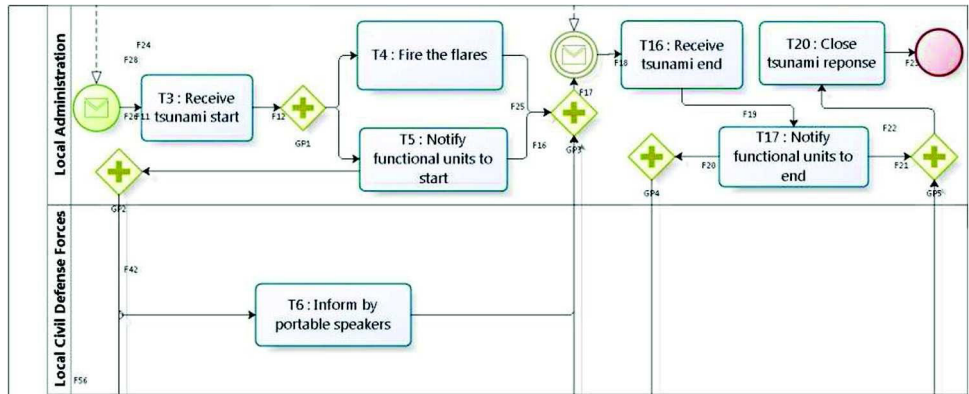 Local Administration
F24
F28
T3 : Receive
tsunami start
F26
F11
F12
GP1
T4 : Fire the flares
T5 : Notify
functional units to
start
F25
F16
F17
GP3
F18
T16 : Receive
tsunami end
T20 : Close
tsunami reponse
F19
T17 : Notify
functional units to
end
F20
F21
F22
GP4
GP5
GP2
Local Civil Defense Forces
F42
T6 : Inform by
portable speakers
F56